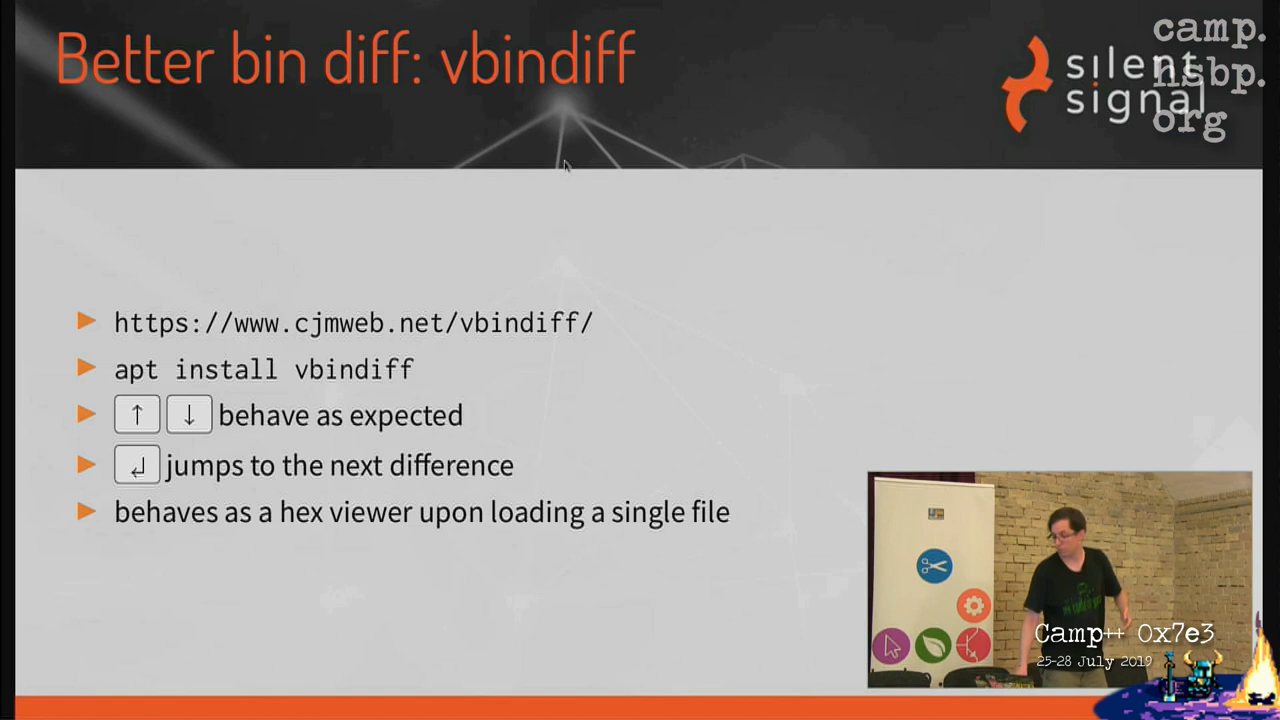 Better bin diff: vbindiff
silent
signal
camp.
hsbp.
org
https://www.cjmweb.net/vbindiff/
apt install vbindiff
↑ ↓ behave as expected
↲ jumps to the next difference
behaves as a hex viewer upon loading a single file
Camp++ 0x7e3
25-28 July 2019